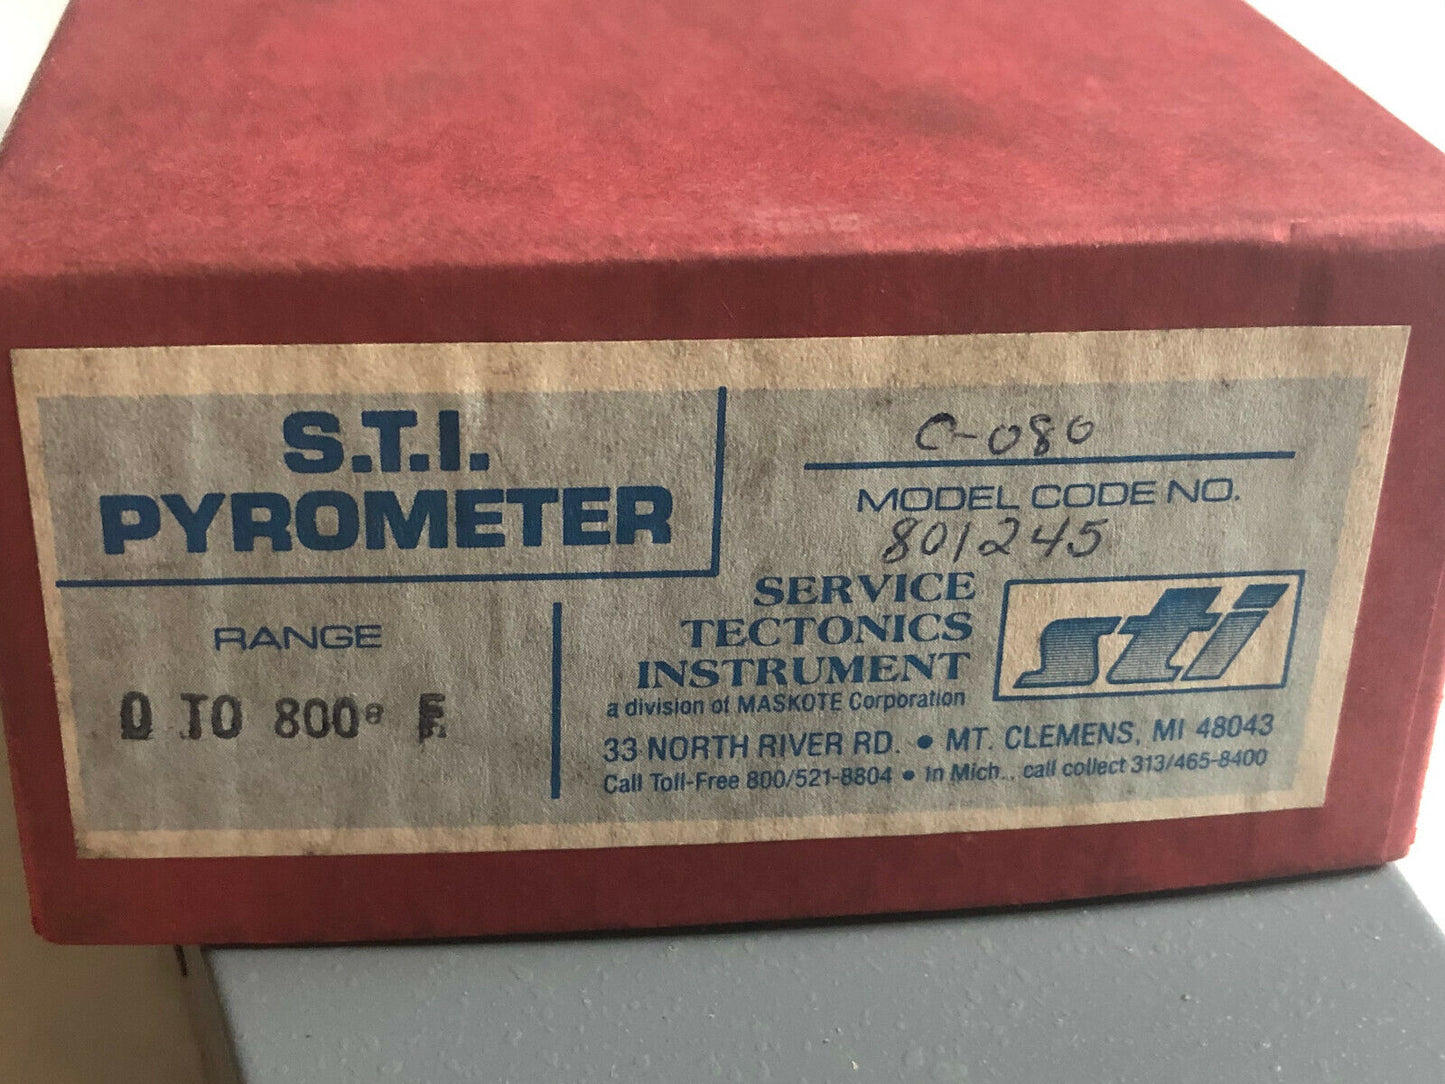 S.T.I.
PYROMETER
RANGE
0 TO 800° F
C-080
MODEL CODE NO.
801245
SERVICE
TECTONICS
INSTRUMENT
sti
a division of MASKOTE Corporation
33 NORTH RIVER RD. • MT. CLEMENS, MI 48043
Call Toll-Free 800/521-8804 • In Mich., call collect 313/465-8400